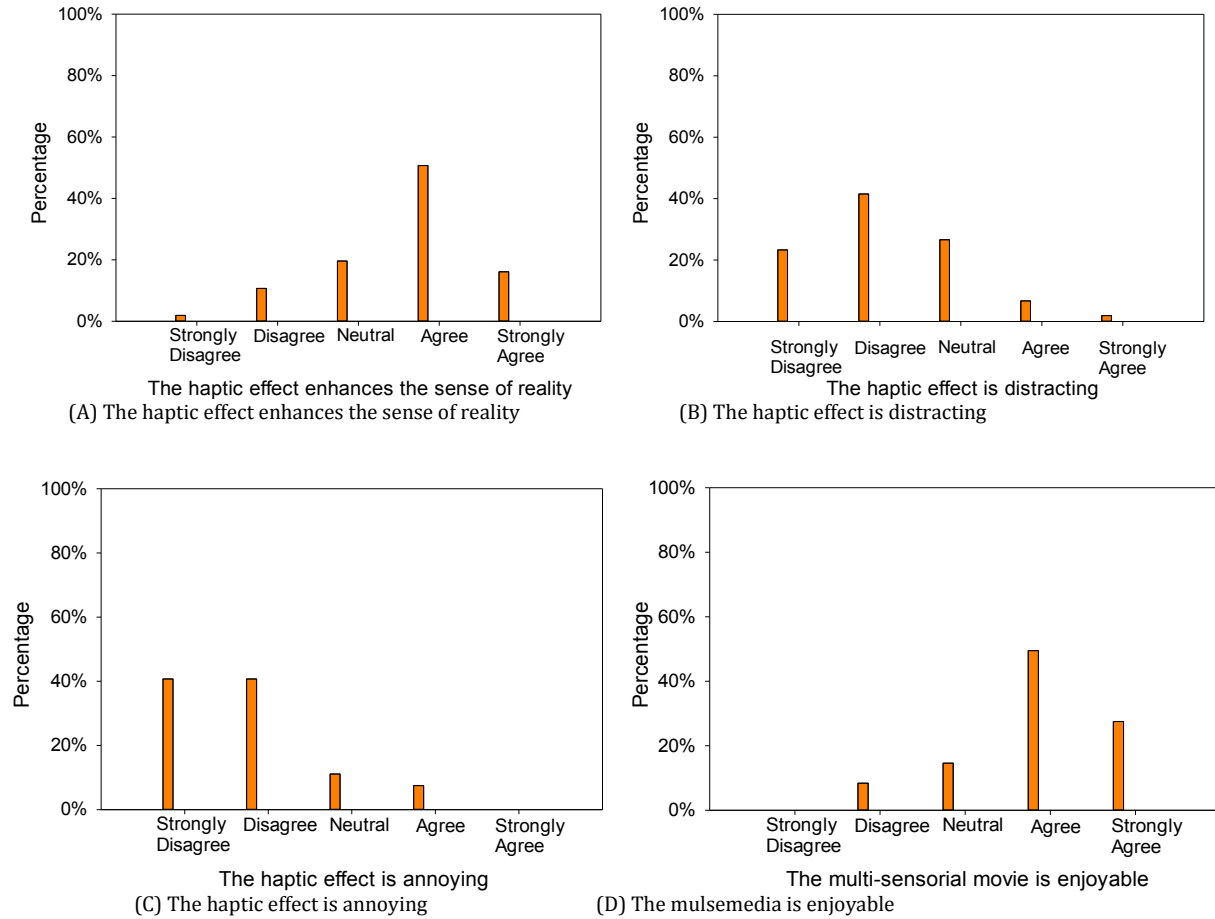 100%
80%
60%
40%
20%
0%
Percentage
Strongly Disagree
Disagree
Neutral
Agree
Strongly Agree
The haptic effect enhances the sense of reality
(A) The haptic effect enhances the sense of reality
100%
80%
60%
40%
20%
0%
Percentage
Strongly Disagree
Disagree
Neutral
Agree
Strongly Agree
The haptic effect is distracting
(B) The haptic effect is distracting
100%
80%
60%
40%
20%
0%
Percentage
Strongly Disagree
Disagree
Neutral
Agree
Strongly Agree
The haptic effect is annoying
(C) The haptic effect is annoying
100%
80%
60%
40%
20%
0%
Percentage
Strongly Disagree
Disagree
Neutral
Agree
Strongly Agree
The multi-sensorial movie is enjoyable
(D) The mulsemedia is enjoyable